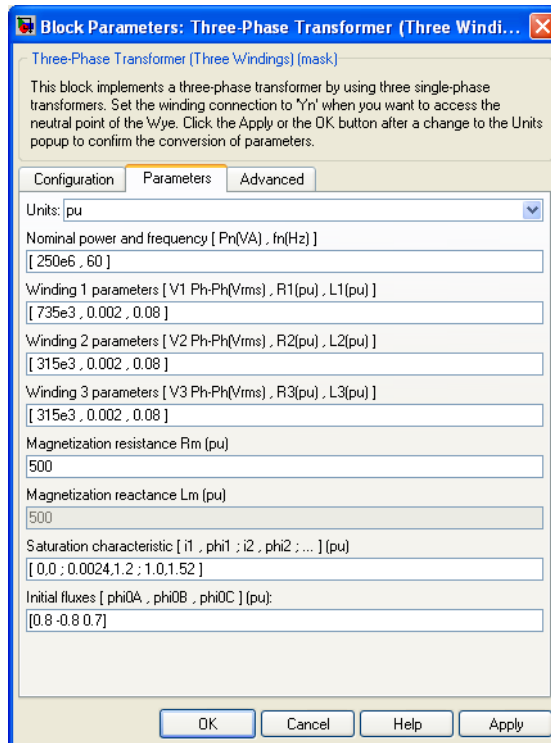 Block Parameters: Three-Phase Transformer (Three Windi...
Three-Phase Transformer (Three Windings) (mask)
This block implements a three-phase transformer by using three single-phase
transformers. Set the winding connection to 'Yn' when you want to access the
neutral point of the Wye. Click the Apply or the OK button after a change to the Units
popup to confirm the conversion of parameters.
Configuration Parameters Advanced
Units: pu
Nominal power and frequency [ Pn(VA) , fn(Hz) ]
[ 250e6 , 60 ]
Winding 1 parameters [ V1 Ph-Ph(Vrms) , R1(pu) , L1(pu) ]
[ 735e3 , 0.002 , 0.08 ]
Winding 2 parameters [ V2 Ph-Ph(Vrms) , R2(pu) , L2(pu) ]
[ 315e3 , 0.002 , 0.08 ]
Winding 3 parameters [ V3 Ph-Ph(Vrms) , R3(pu) , L3(pu) ]
[ 315e3 , 0.002 , 0.08 ]
Magnetization resistance Rm (pu)
500
Magnetization reactance Lm (pu)
500
Saturation characteristic [ i1 , phi1 ; i2 , phi2 ; ... ] (pu)
[ 0,0 ; 0.0024,1.2 ; 1.0,1.52 ]
Initial fluxes [ phi0A , phi0B , phi0C ] (pu):
[0.8 -0.8 0.7]
OK Cancel Help Apply